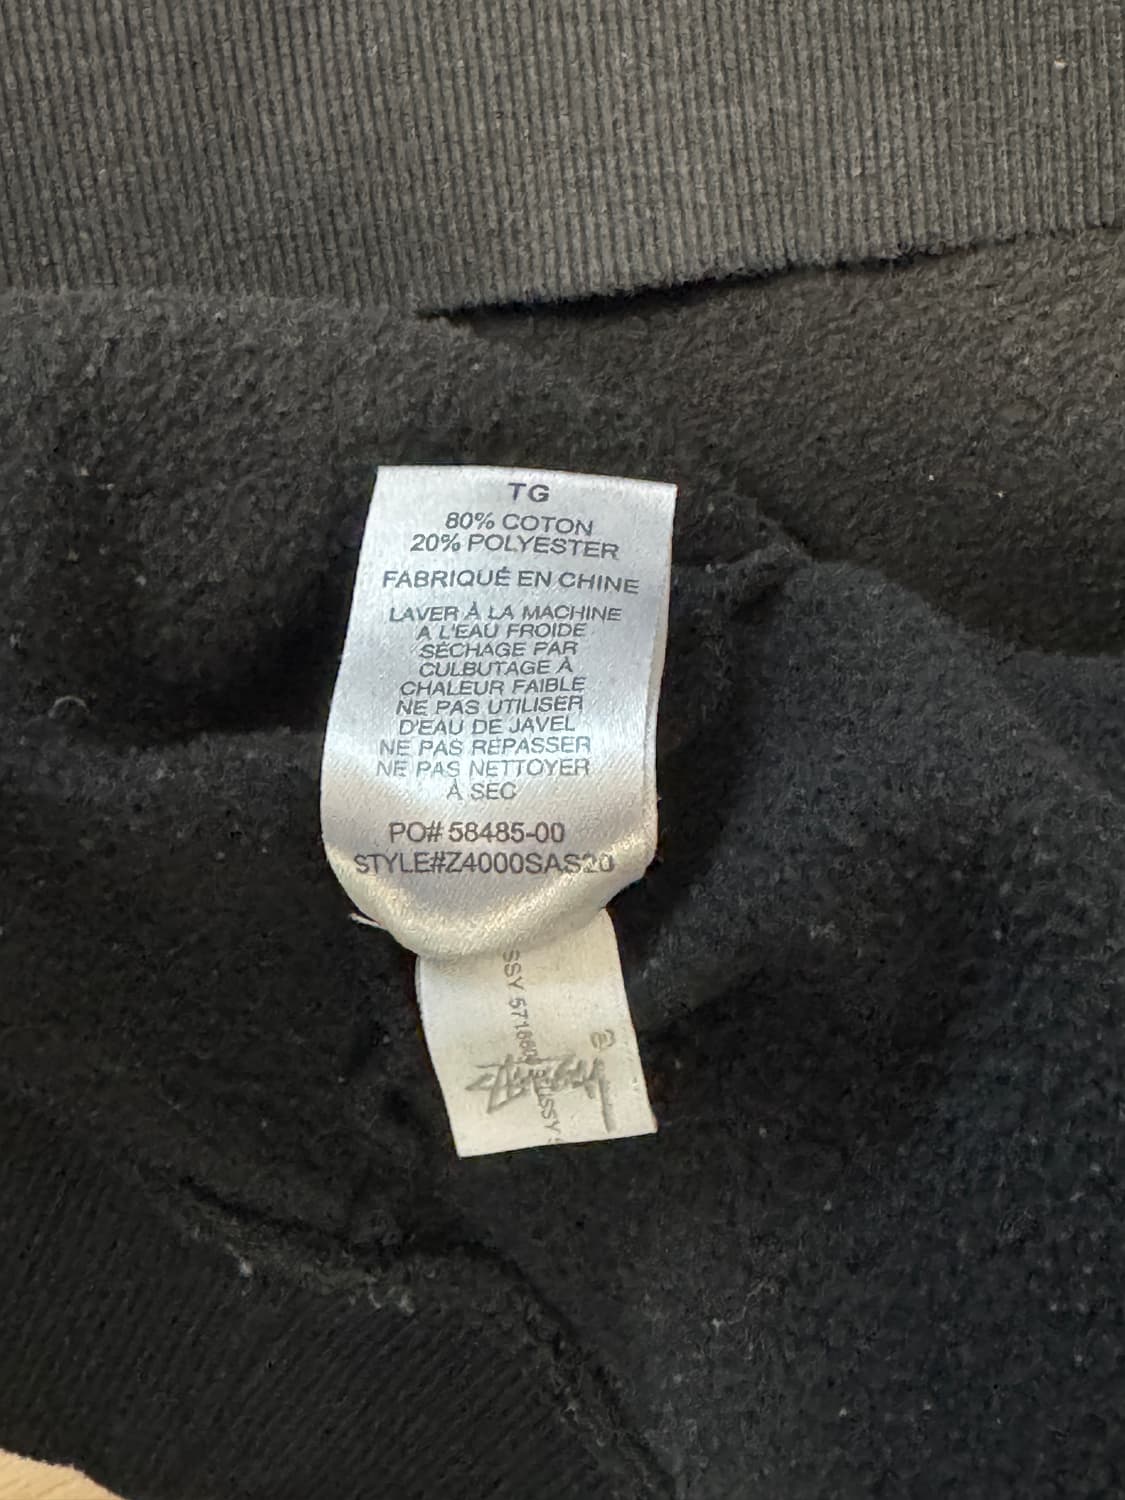 TG
80% COTON
20% POLYESTER
FABRIQUÉ EN CHINE
LAVER À LA MACHINE
A L'EAU FROIDE
SÉCHAGE PAR
CULBUTAGE À
CHALEUR FAIBLE
NE PAS UTILISER
D'EAU DE JAVEL
NE PAS REPASSER
NE PAS NETTOYER
À SEC
PO# 58485-00
STYLE#Z4000SAS20